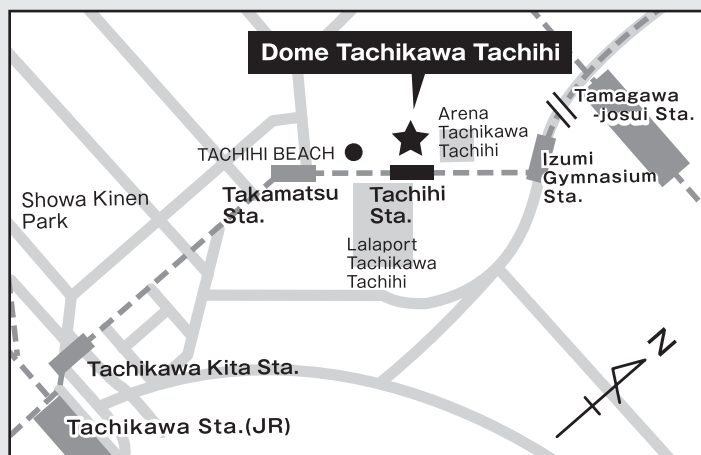 Dome Tachikawa Tachihi
Tamagawa
-josui Sta.
Arena
Tachikawa
Tachihi
TACHIHI BEACH
Izumi
Gymnasium
Sta.
Showa Kinen
Park
Takamatsu
Sta.
Tachihi
Sta.
Lalaport
Tachikawa
Tachihi
N
Tachikawa Kita Sta.
Tachikawa Sta.(JR)